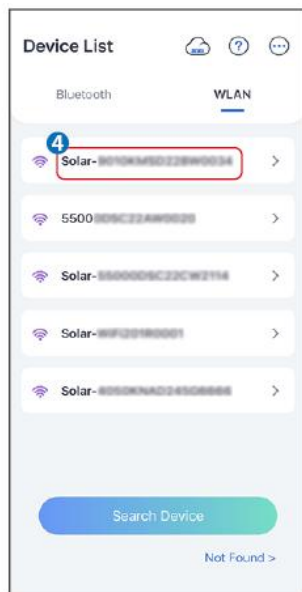 Device List
Bluetooth WLAN
4
Solar-
5500
Solar-
Solar-
Solar-
Search Device
Not Found >